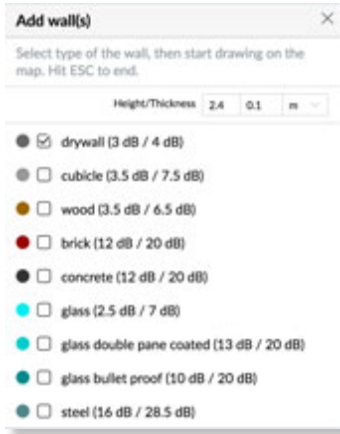 Add wall(s)
Select type of the wall, then start drawing on the
map. Hit ESC to end.
Height/Thickness 2.4 0.1 m
drywall (3 dB / 4 dB)
cubicle (3.5 dB / 7.5 dB)
wood (3.5 dB / 6.5 dB)
brick (12 dB / 20 dB)
concrete (12 dB / 20 dB)
glass (2.5 dB / 7 dB)
glass double pane coated (13 dB / 20 dB)
glass bullet proof (10 dB / 20 dB)
steel (16 dB / 28.5 dB)